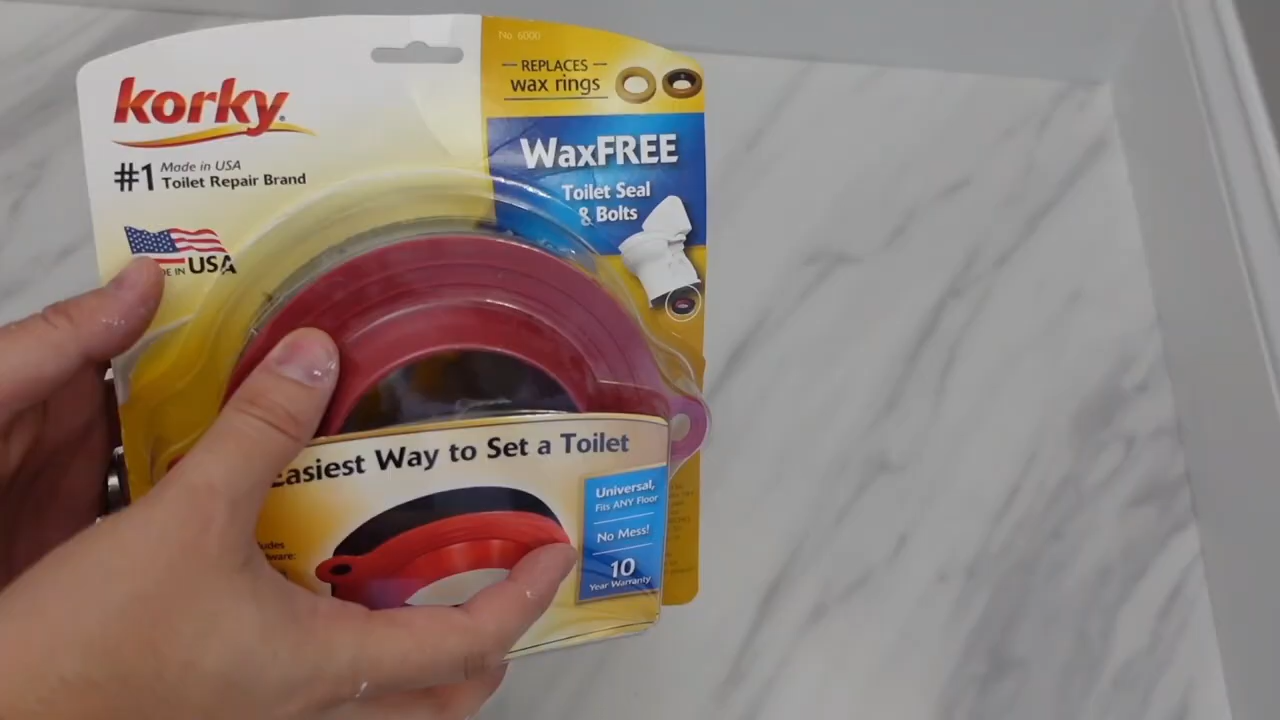 No. 6000
REPLACES
wax rings
korky
#1 Made in USA
Toilet Repair Brand
WaxFREE
Toilet Seal
& Bolts
IN USA
Easiest Way to Set a Toilet
Universal,
Fits ANY Floor
No Mess!
10
Year Warranty